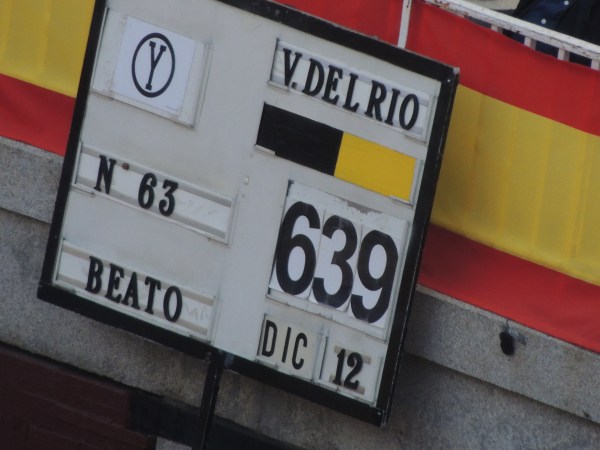 Y
V. DEL RIO
Nº 63
639
BEATO
DIC 12